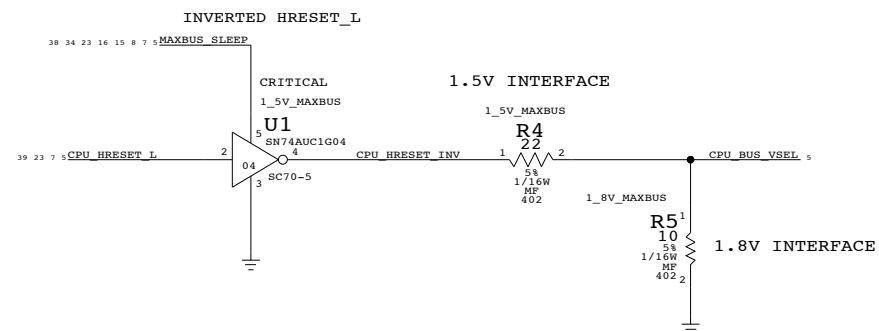 INVERTED HRESET_L
38 34 23 16 15 8 7 5 MAXBUS_SLEEP
CRITICAL
1_5V_MAXBUS
1.5V INTERFACE
5
U1
SN74AUC1G04
1_5V_MAXBUS
R4
22
39 23 7 5 CPU_HRESET_L
2
04
4
CPU_HRESET_INV
1
2
CPU_BUS_VSEL 5
3
SC70-5
5%
1/16W
MF
402
1_8V_MAXBUS
R5
1
10
5%
1/16W
MF
402
2
1.8V INTERFACE